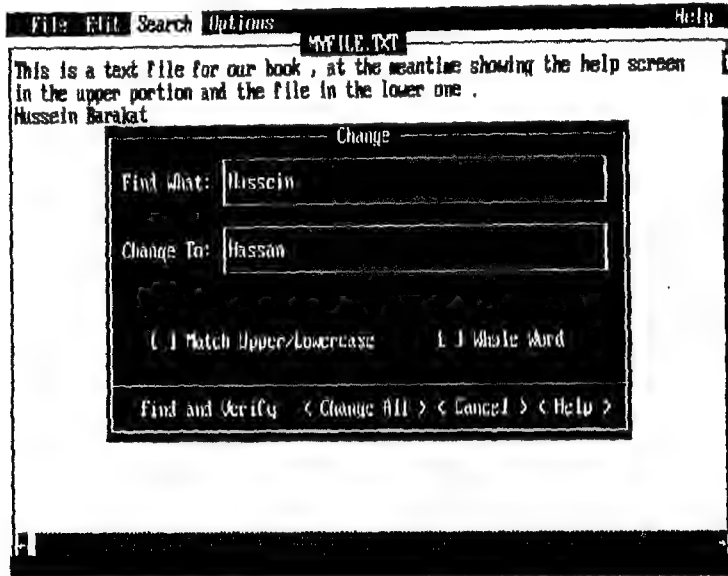 File Edit Search Options Help
MYFILE.TXT
This is a text file for our book , at the meantime showing the help screen
in the upper portion and the file in the lower one .
Hussein Barakat
Change
Find What: Hussein
Change To: Hassan
[ ] Match Upper/Lowercase [ ] Whole Word
Find and Verify < Change All > < Cancel > < Help >